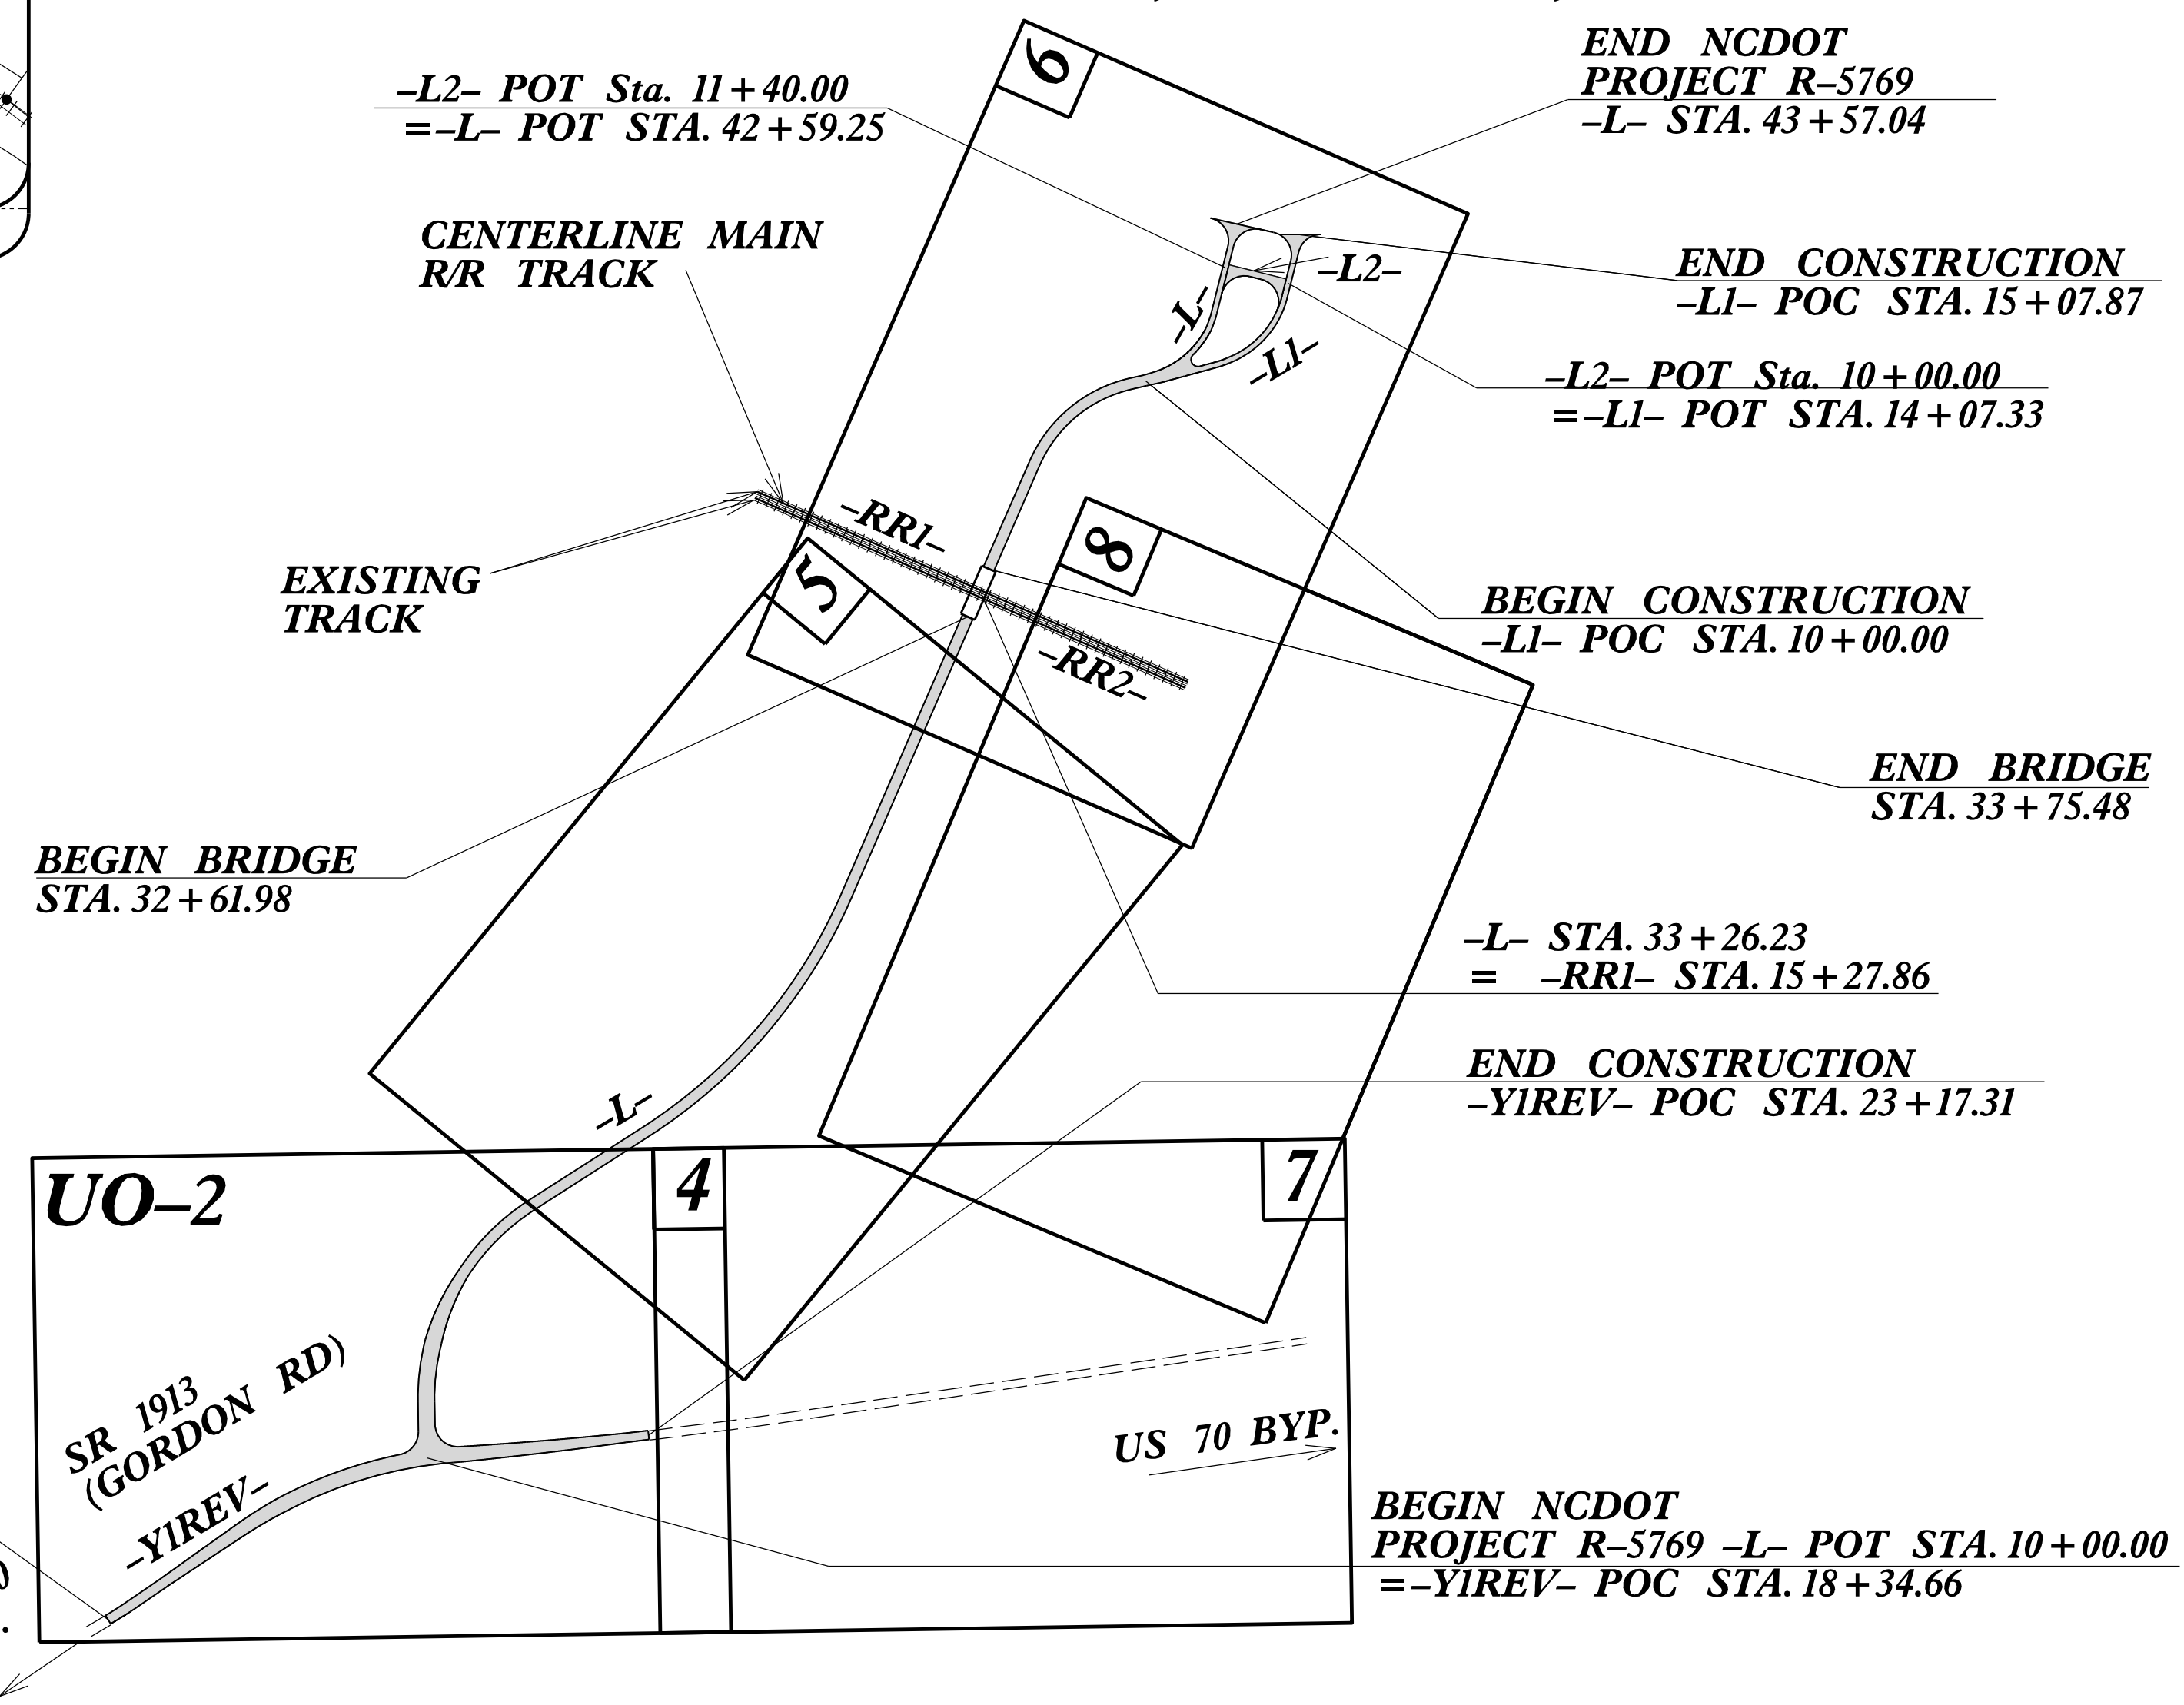 END NCDOT
PROJECT R–5769
–L– STA. 43+57.04
–L2– POT Sta. 11+40.00
=–L– POT STA. 42+59.25
6
CENTERLINE MAIN
R/R TRACK
–L2–
END CONSTRUCTION
–L1– POC STA. 15+07.87
–L–
–L1–
–L2– POT Sta. 10+00.00
=–L1– POT STA. 14+07.33
–RR1–
8
5
EXISTING
TRACK
BEGIN CONSTRUCTION
–L1– POC STA. 10+00.00
–RR2–
END BRIDGE
STA. 33+75.48
BEGIN BRIDGE
STA. 32+61.98
–L– STA. 33+26.23
= –RR1– STA. 15+27.86
END CONSTRUCTION
–Y1REV– POC STA. 23+17.31
–L–
UO–2
4
7
SR 1913
(GORDON RD)
US 70 BYP.
–Y1REV–
BEGIN NCDOT
PROJECT R–5769 –L– POT STA. 10+00.00
=–Y1REV– POC STA. 18+34.66